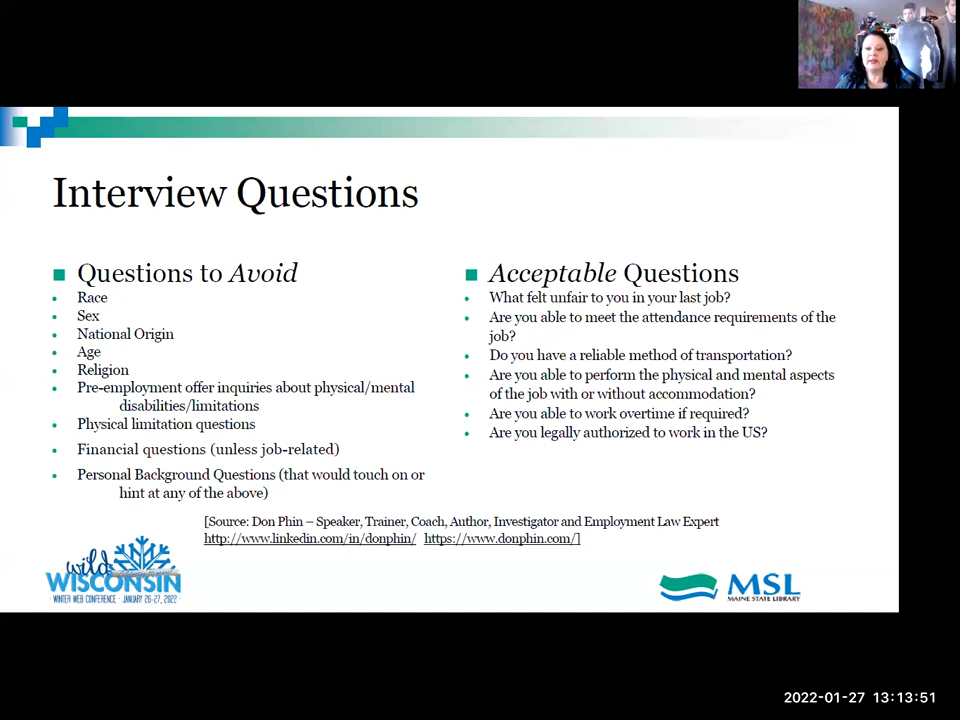 Interview Questions
Questions to Avoid
Race
Sex
National Origin
Age
Religion
Pre-employment offer inquiries about physical/mental
disabilities/limitations
Physical limitation questions
Financial questions (unless job-related)
Personal Background Questions (that would touch on or
hint at any of the above)
Acceptable Questions
What felt unfair to you in your last job?
Are you able to meet the attendance requirements of the
job?
Do you have a reliable method of transportation?
Are you able to perform the physical and mental aspects
of the job with or without accommodation?
Are you able to work overtime if required?
Are you legally authorized to work in the US?
[Source: Don Phin – Speaker, Trainer, Coach, Author, Investigator and Employment Law Expert
http://www.linkedin.com/in/donphin/ https://www.donphin.com/]
wild
WISCONSIN
· WINTER WEB CONFERENCE · JANUARY 26-27, 2022 ·
MSL
MAINE STATE LIBRARY
2022-01-27 13:13:51